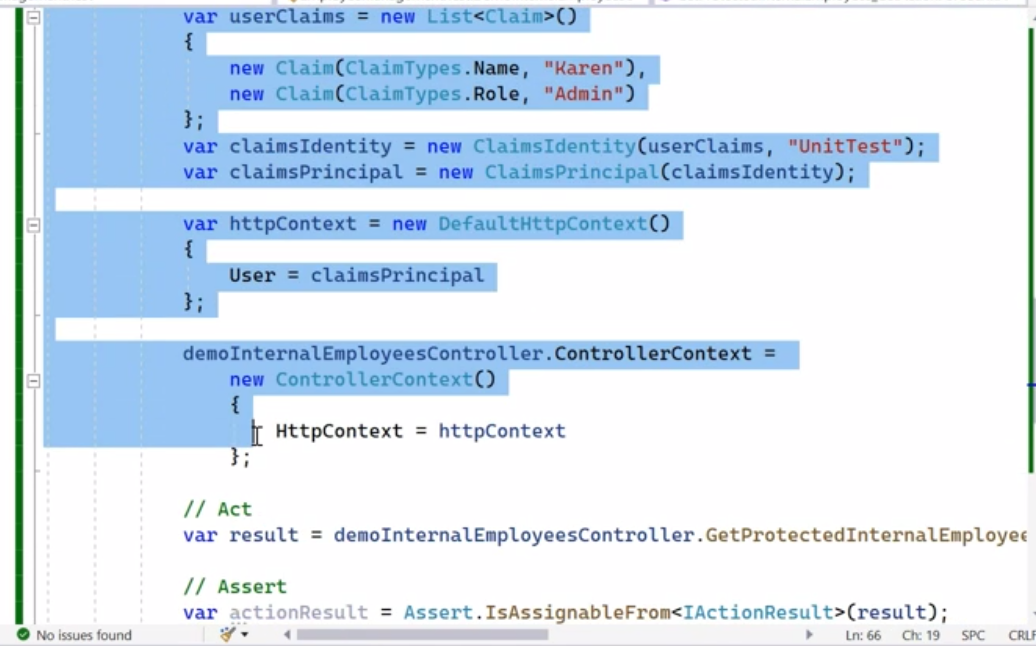 var userClaims = new List<Claim>()
{
new Claim(ClaimTypes.Name, "Karen"),
new Claim(ClaimTypes.Role, "Admin")
};
var claimsIdentity = new ClaimsIdentity(userClaims, "UnitTest");
var claimsPrincipal = new ClaimsPrincipal(claimsIdentity);
var httpContext = new DefaultHttpContext()
{
User = claimsPrincipal
};
demoInternalEmployeesController.ControllerContext =
new ControllerContext()
{
HttpContext = httpContext
};
// Act
var result = demoInternalEmployeesController.GetProtectedInternalEmployee
// Assert
var actionResult = Assert.IsAssignableFrom<IActionResult>(result);
No issues found Ln: 66 Ch: 19 SPC CRLF